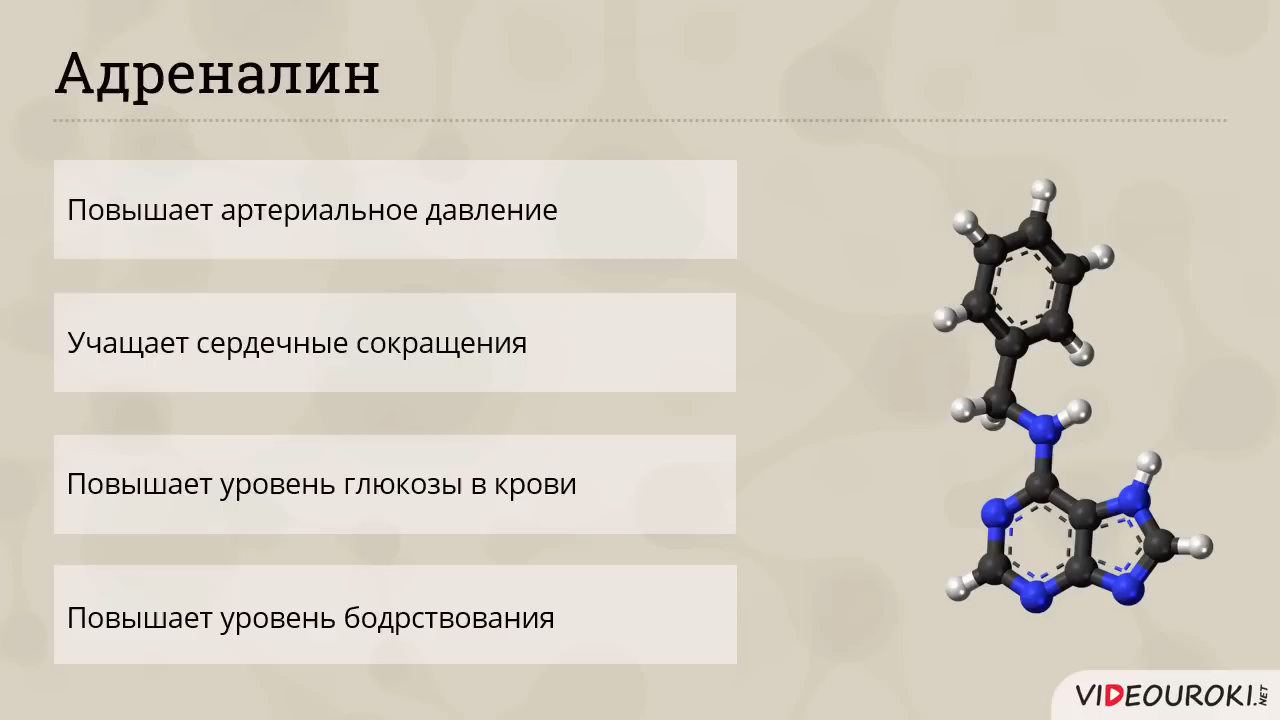 Адреналин
Повышает артериальное давление
Учащает сердечные сокращения
Повышает уровень глюкозы в крови
Повышает уровень бодрствования
VIDEOUROKI.NET